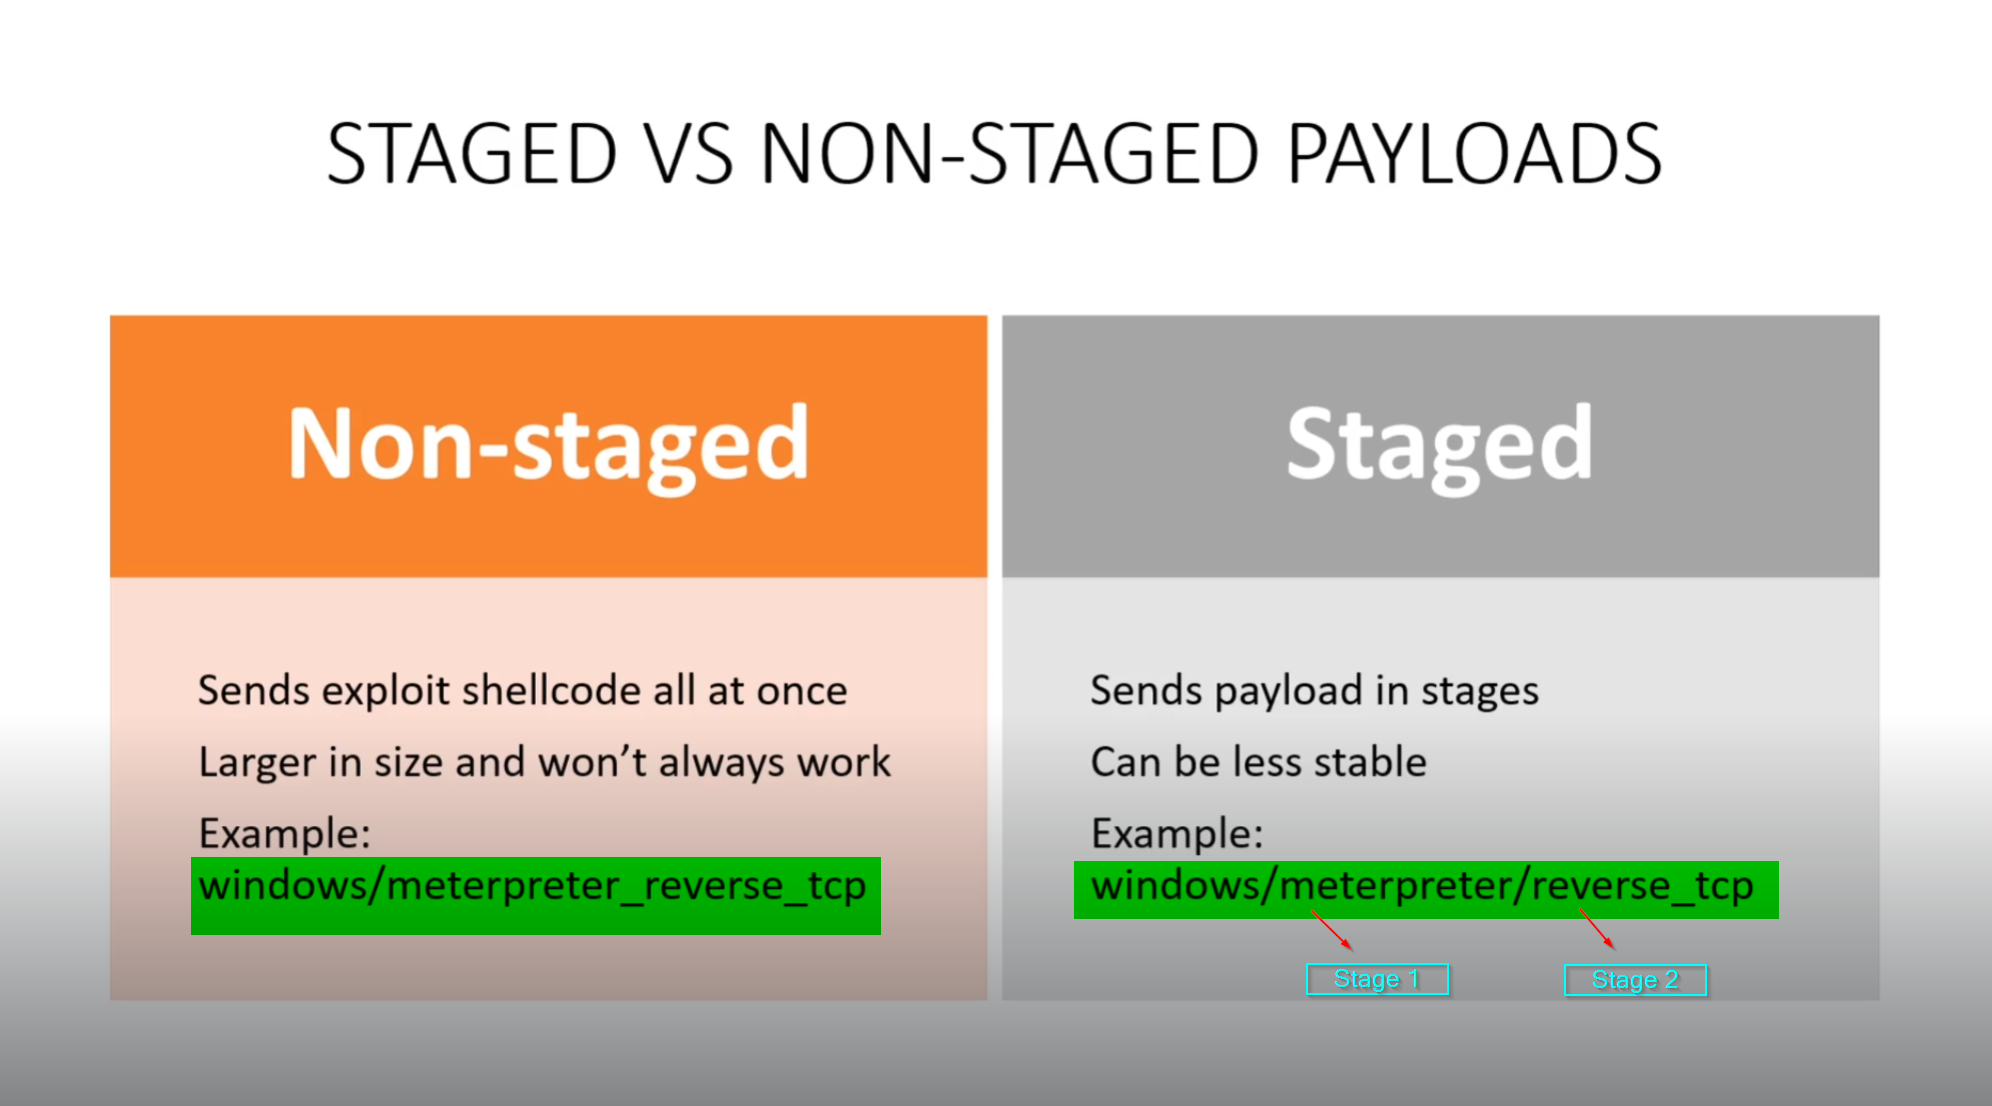 STAGED VS NON-STAGED PAYLOADS
Non-staged
Sends exploit shellcode all at once
Larger in size and won’t always work
Example:
windows/meterpreter_reverse_tcp
Staged
Sends payload in stages
Can be less stable
Example:
windows/meterpreter/reverse_tcp
Stage 1
Stage 2